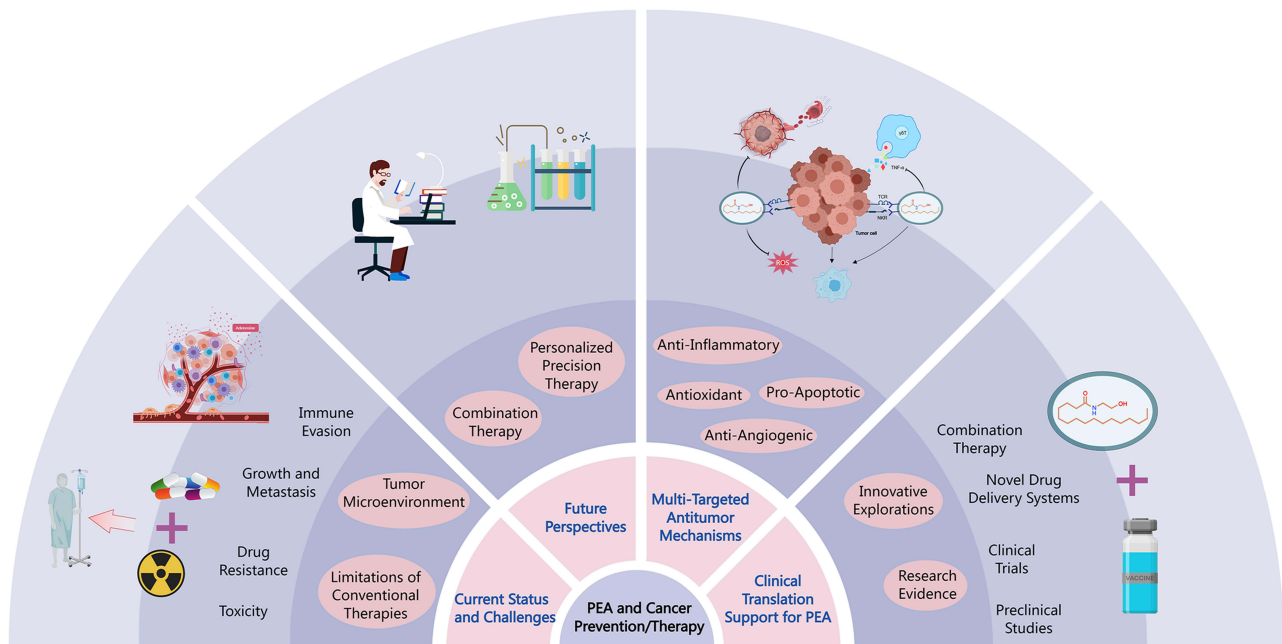 Adenosine
Immune
Evasion
Growth and
Metastasis
Drug
Resistance
Toxicity
Tumor
Microenvironment
Limitations of
Conventional
Therapies
Current Status
and Challenges
Personalized
Precision
Therapy
Combination
Therapy
Future
Perspectives
γδT
TNF-α
TCR
NKR
Tumor cell
ROS
OH
O
N
H
Anti-Inflammatory
Antioxidant
Pro-Apoptotic
Anti-Angiogenic
Multi-Targeted
Antitumor
Mechanisms
Combination
Therapy
Novel Drug
Delivery Systems
Clinical
Trials
Preclinical
Studies
VACCINE
Innovative
Explorations
Research
Evidence
Clinical
Translation
Support for PEA
PEA and Cancer
Prevention/Therapy